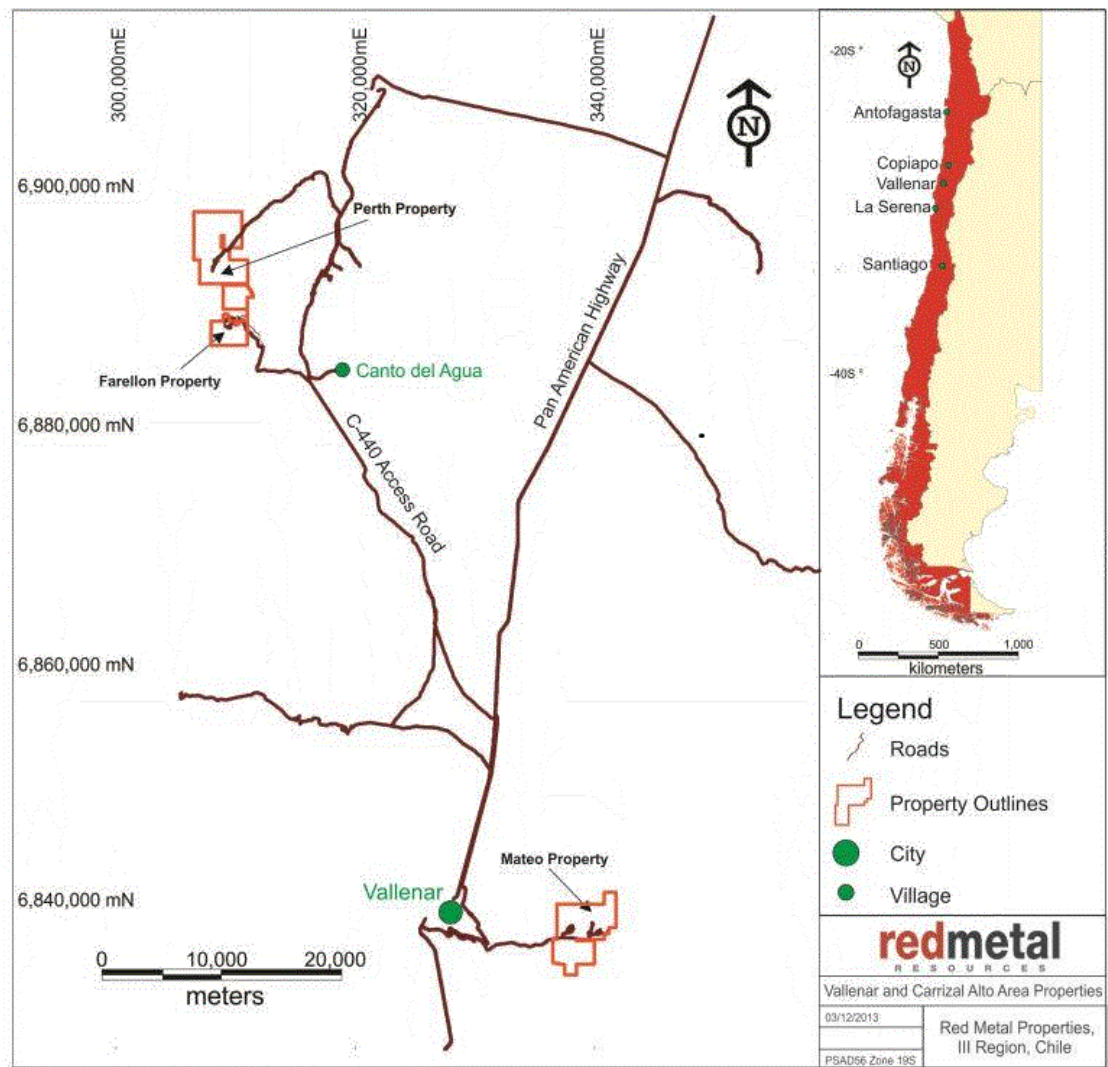 300,000mE
320,000mE
340,000mE
N
6,900,000 mN
Perth Property
Farellon Property
Canto del Agua
Pan American Highway
6,880,000 mN
C-440 Access Road
6,860,000 mN
Mateo Property
Vallenar
6,840,000 mN
0 10,000 20,000
meters
-20S °
N
Antofagasta
Copiapo
Vallenar
La Serena
Santiago
-40S °
0 500 1,000
kilometers
Legend
Roads
Property Outlines
City
Village
redmetal
RESOURCES
Vallenar and Carrizal Alto Area Properties
03/12/2013
Red Metal Properties,
III Region, Chile
PSAD56 Zone 19S